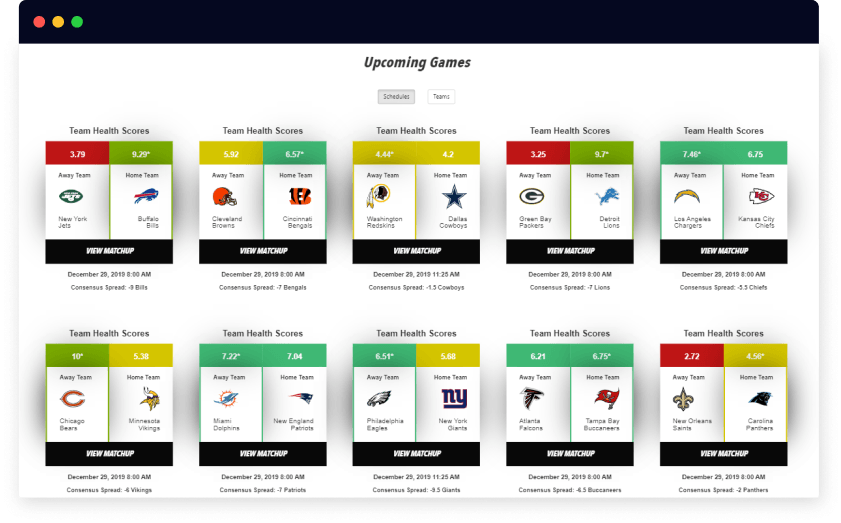 Upcoming Games
Schedules Teams
Team Health Scores Team Health Scores Team Health Scores Team Health Scores Team Health Scores
3.79 9.29* 5.92 6.57* 4.44* 4.2 3.25 9.7* 7.46* 6.75
Away Team Home Team Away Team Home Team Away Team Home Team Away Team Home Team Away Team Home Team
New York Buffalo Cleveland Cincinnati Washington Dallas Green Bay Detroit Los Angeles Kansas City
Jets Bills Browns Bengals Redskins Cowboys Packers Lions Chargers Chiefs
VIEW MATCHUP VIEW MATCHUP VIEW MATCHUP VIEW MATCHUP VIEW MATCHUP
December 29, 2019 8:00 AM December 29, 2019 8:00 AM December 29, 2019 11:25 AM December 29, 2019 8:00 AM December 29, 2019 8:00 AM
Consensus Spread: -9 Bills Consensus Spread: -7 Bengals Consensus Spread: -1.5 Cowboys Consensus Spread: -7 Lions Consensus Spread: -5.5 Chiefs
Team Health Scores Team Health Scores Team Health Scores Team Health Scores Team Health Scores
10* 5.38 7.22* 7.04 6.51* 5.68 6.21 6.75* 2.72 4.56*
Away Team Home Team Away Team Home Team Away Team Home Team Away Team Home Team Away Team Home Team
Chicago Minnesota Miami New England Philadelphia New York Atlanta Tampa Bay New Orleans Carolina
Bears Vikings Dolphins Patriots Eagles Giants Falcons Buccaneers Saints Panthers
VIEW MATCHUP VIEW MATCHUP VIEW MATCHUP VIEW MATCHUP VIEW MATCHUP
December 29, 2019 8:00 AM December 29, 2019 8:00 AM December 29, 2019 11:25 AM December 29, 2019 8:00 AM December 29, 2019 8:00 AM
Consensus Spread: -6 Vikings Consensus Spread: -7 Patriots Consensus Spread: -9.5 Giants Consensus Spread: -6.5 Buccaneers Consensus Spread: -2 Panthers